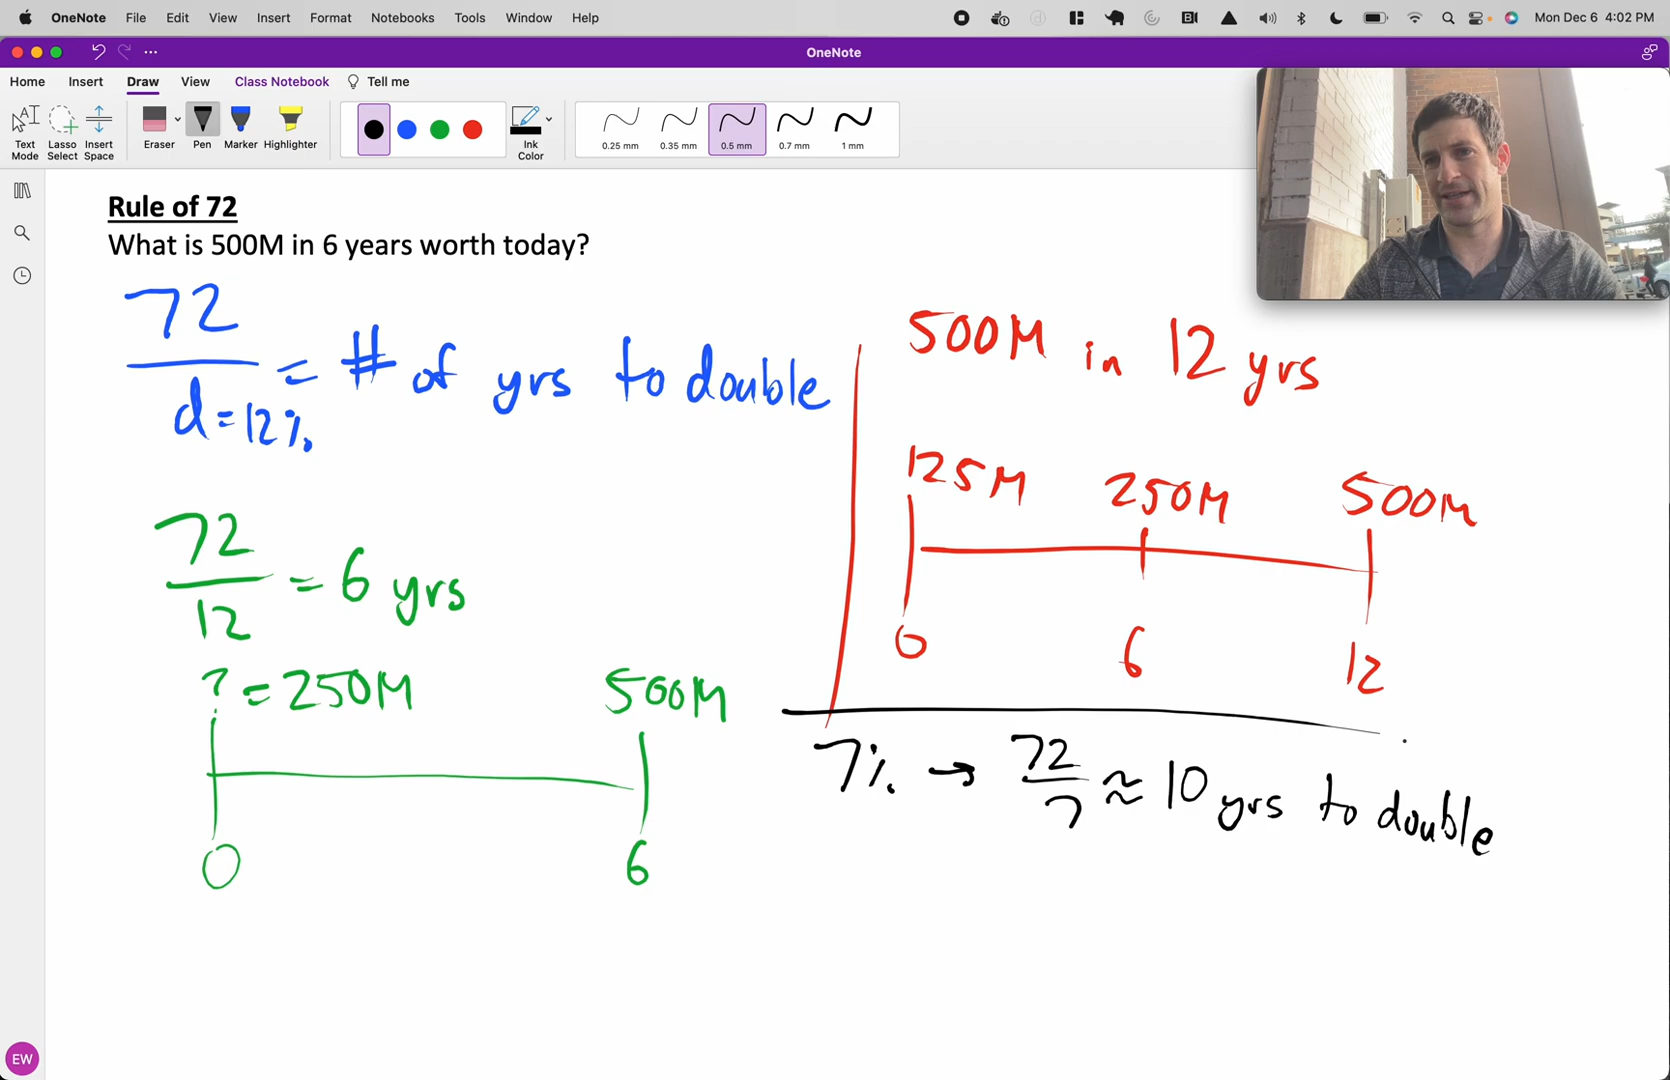 OneNote File Edit View Insert Format Notebooks Tools Window Help Mon Dec 6 4:02 PM
OneNote
Home Insert Draw View Class Notebook Tell me
Text Mode Lasso Select Insert Space Eraser Pen Marker Highlighter Ink Color 0.25 mm 0.35 mm 0.5 mm 0.7 mm 1 mm
Rule of 72
What is 500M in 6 years worth today?
72
d=12%
= # of yrs to double
72
12
= 6 yrs
? = 250M 500M
0 6
500M in 12 yrs
125M 250M 500M
0 6 12
7% → 72
7
≈ 10 yrs to double
EW